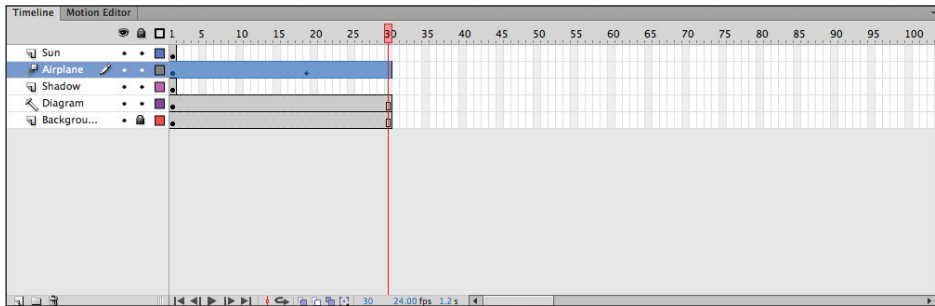 Timeline Motion Editor
1 5 10 15 20 25 30 35 40 45 50 55 60 65 70 75 80 85 90 95 100
Sun
Airplane
Shadow
Diagram
Backgrou...
30 24.00 fps 1.2 s